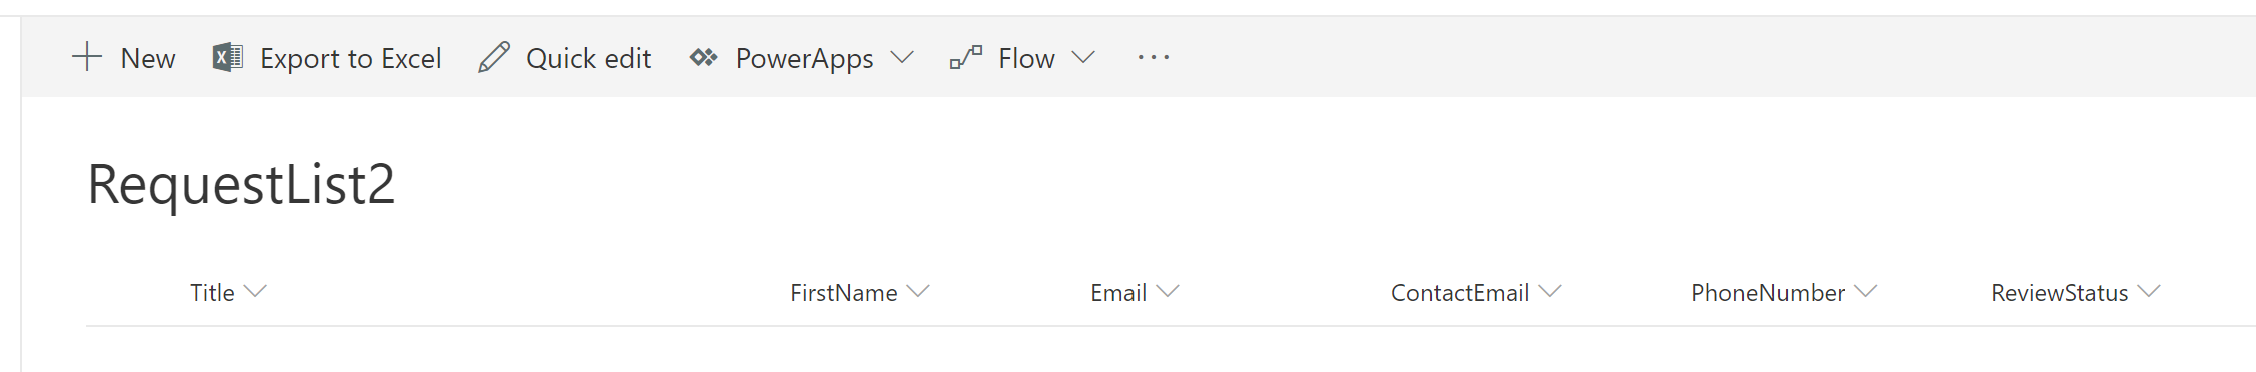 New Export to Excel Quick edit PowerApps Flow ...
RequestList2
Title FirstName Email ContactEmail PhoneNumber ReviewStatus